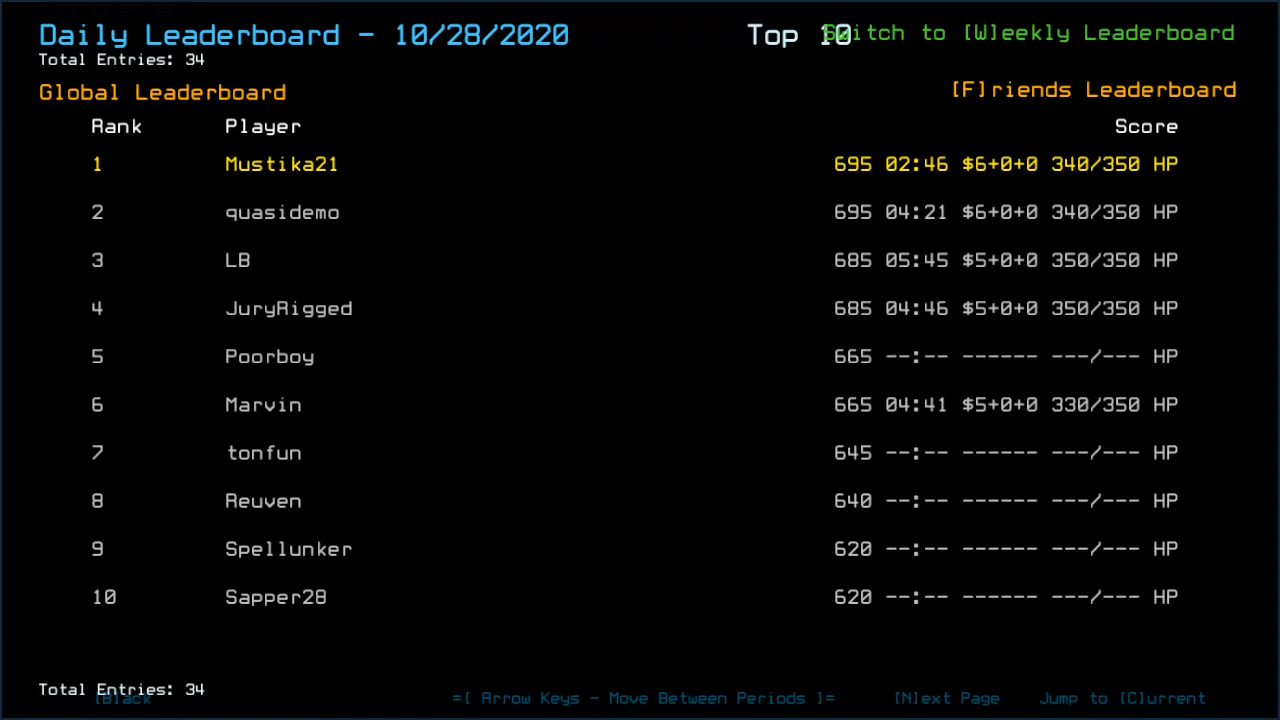 Daily Leaderboard - 10/28/2020 Top 10 Switch to [W]eekly Leaderboard
Total Entries: 34
Global Leaderboard [F]riends Leaderboard
Rank Player Score
1 Mustika21 695 02:46 $6+0+0 340/350 HP
2 quasidemo 695 04:21 $6+0+0 340/350 HP
3 LB 685 05:45 $5+0+0 350/350 HP
4 JuryRigged 685 04:46 $5+0+0 350/350 HP
5 Poorboy 665 --:-- ------ ---/--- HP
6 Marvin 665 04:41 $5+0+0 330/350 HP
7 tonfun 645 --:-- ------ ---/--- HP
8 Reuven 640 --:-- ------ ---/--- HP
9 Spellunker 620 --:-- ------ ---/--- HP
10 Sapper28 620 --:-- ------ ---/--- HP
Total Entries: 34
[B]ack =[ Arrow Keys - Move Between Periods ]= [N]ext Page Jump to [C]urrent